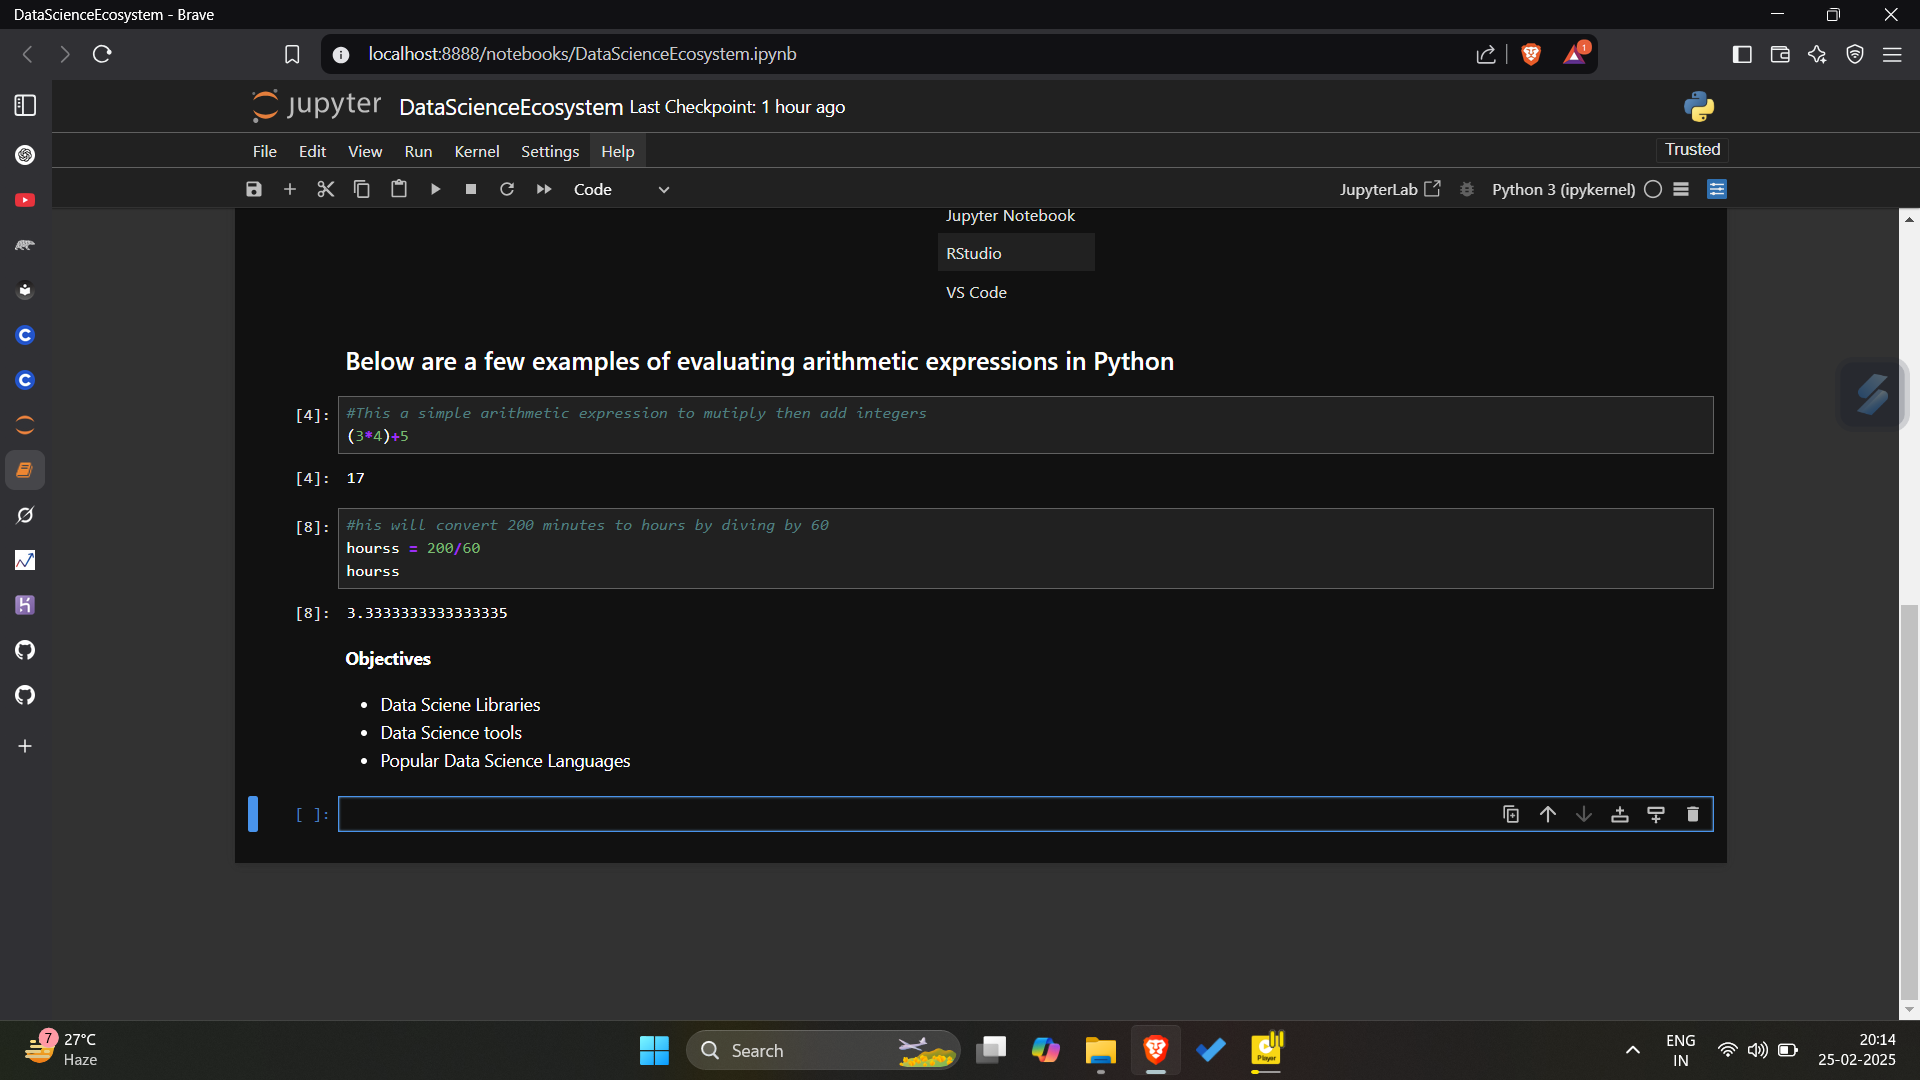 DataScienceEcosystem - Brave
localhost:8888/notebooks/DataScienceEcosystem.ipynb
1
jupyter DataScienceEcosystem Last Checkpoint: 1 hour ago
File Edit View Run Kernel Settings Help
Trusted
Code
JupyterLab
Python 3 (ipykernel)
Jupyter Notebook
RStudio
VS Code
Below are a few examples of evaluating arithmetic expressions in Python
[4]: #This a simple arithmetic expression to mutiply then add integers
(3*4)+5
[4]: 17
[8]: #his will convert 200 minutes to hours by diving by 60
hourss = 200/60
hourss
[8]: 3.3333333333333335
Objectives
• Data Sciene Libraries
• Data Science tools
• Popular Data Science Languages
[ ]:
7
27°C
Haze
Search
Player
ENG
IN
20:14
25-02-2025